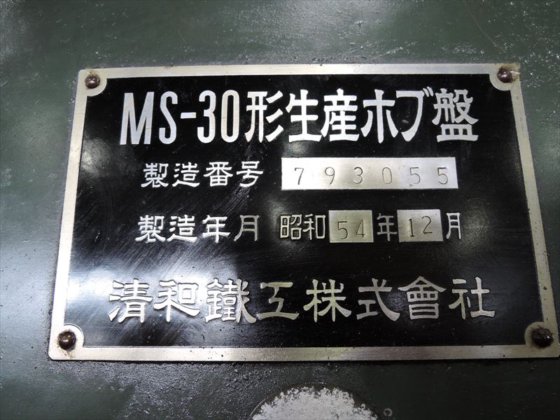 MS-30形生産ホブ盤
製造番号 793055
製造年月 昭和54年12月
清和鐵工株式會社